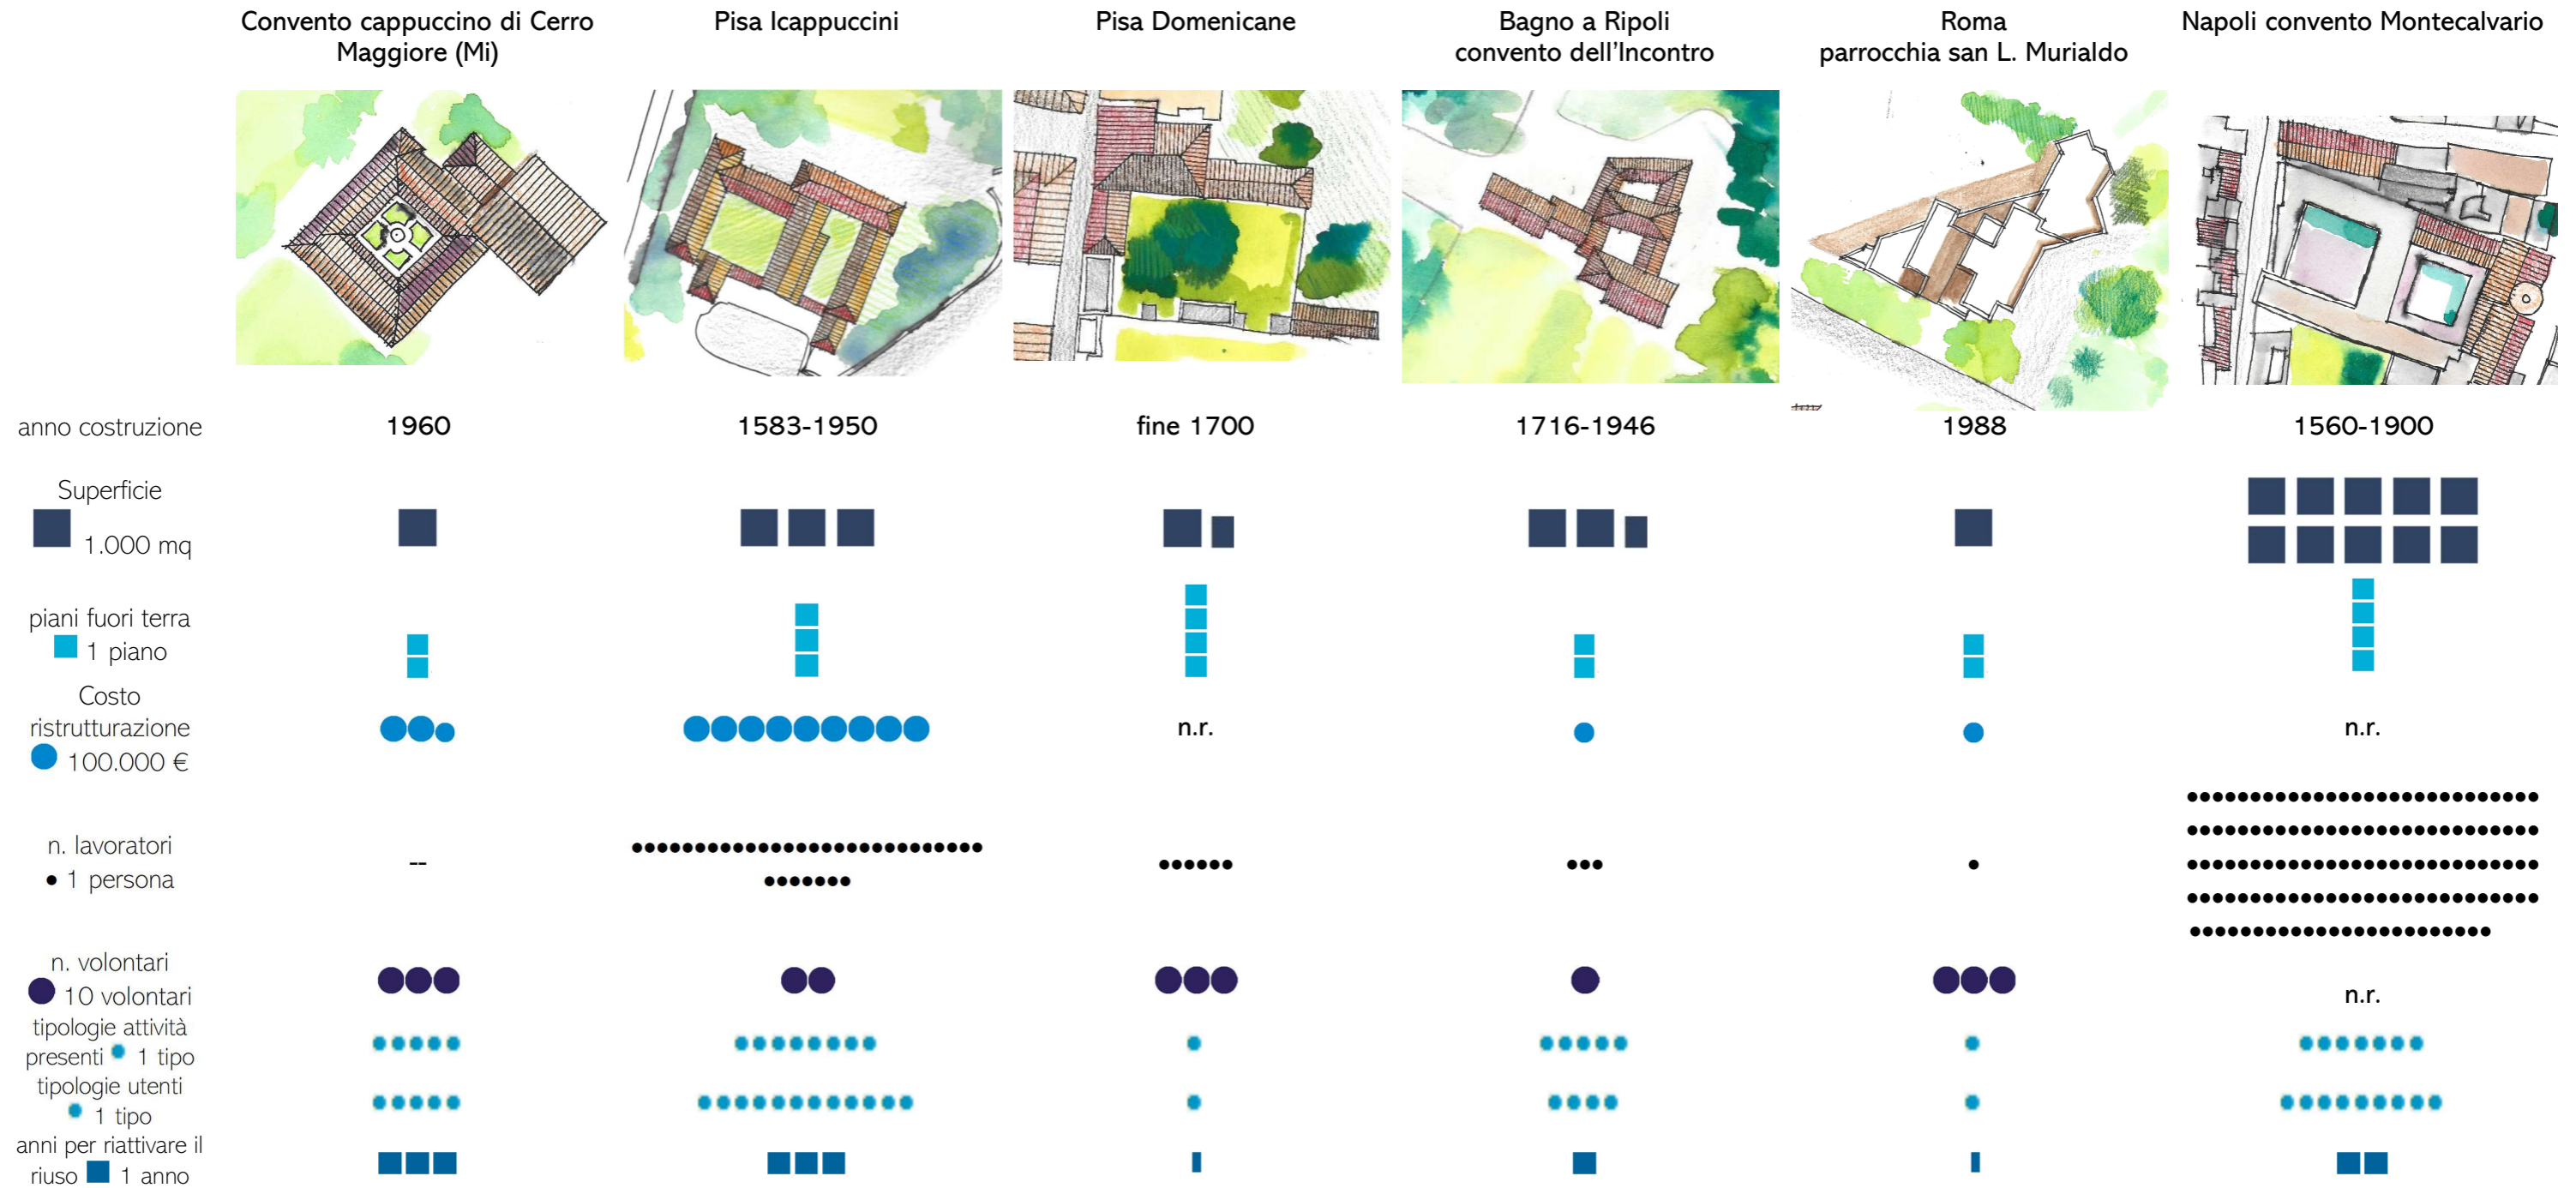 Convento cappuccino di Cerro
Maggiore (Mi)
Pisa Icappuccini
Pisa Domenicane
Bagno a Ripoli
convento dell'Incontro
Roma
parrocchia san L. Murialdo
Napoli convento Montecalvario
anno costruzione
1960
1583-1950
fine 1700
1716-1946
1988
1560-1900
Superficie
1.000 mq
piani fuori terra
1 piano
Costo
ristrutturazione
100.000 €
n.r.
n.r.
n. lavoratori
1 persona
--
n. volontari
10 volontari
n.r.
tipologie attività
presenti 1 tipo
tipologie utenti
1 tipo
anni per riattivare il
riuso 1 anno